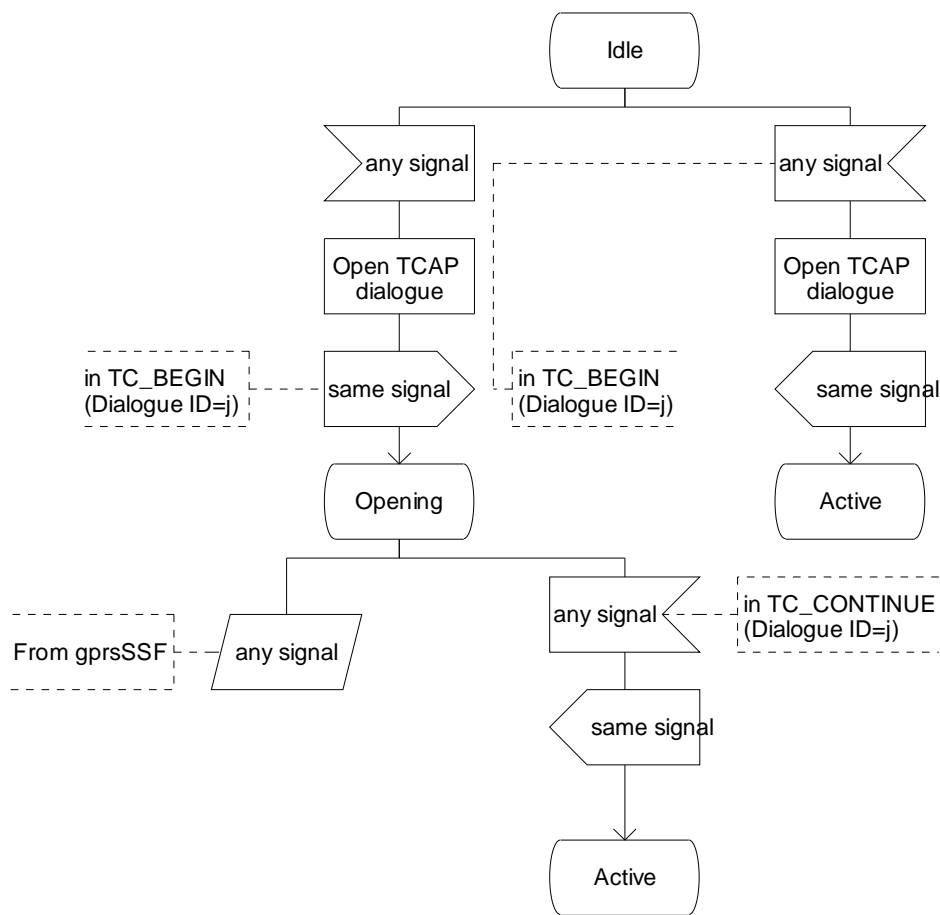 Idle
any signal
any signal
Open TCAP
dialogue
Open TCAP
dialogue
in TC_BEGIN
(Dialogue ID=j)
same signal
in TC_BEGIN
(Dialogue ID=j)
same signal
Opening
Active
any signal
in TC_CONTINUE
(Dialogue ID=j)
From gprsSSF
any signal
same signal
Active